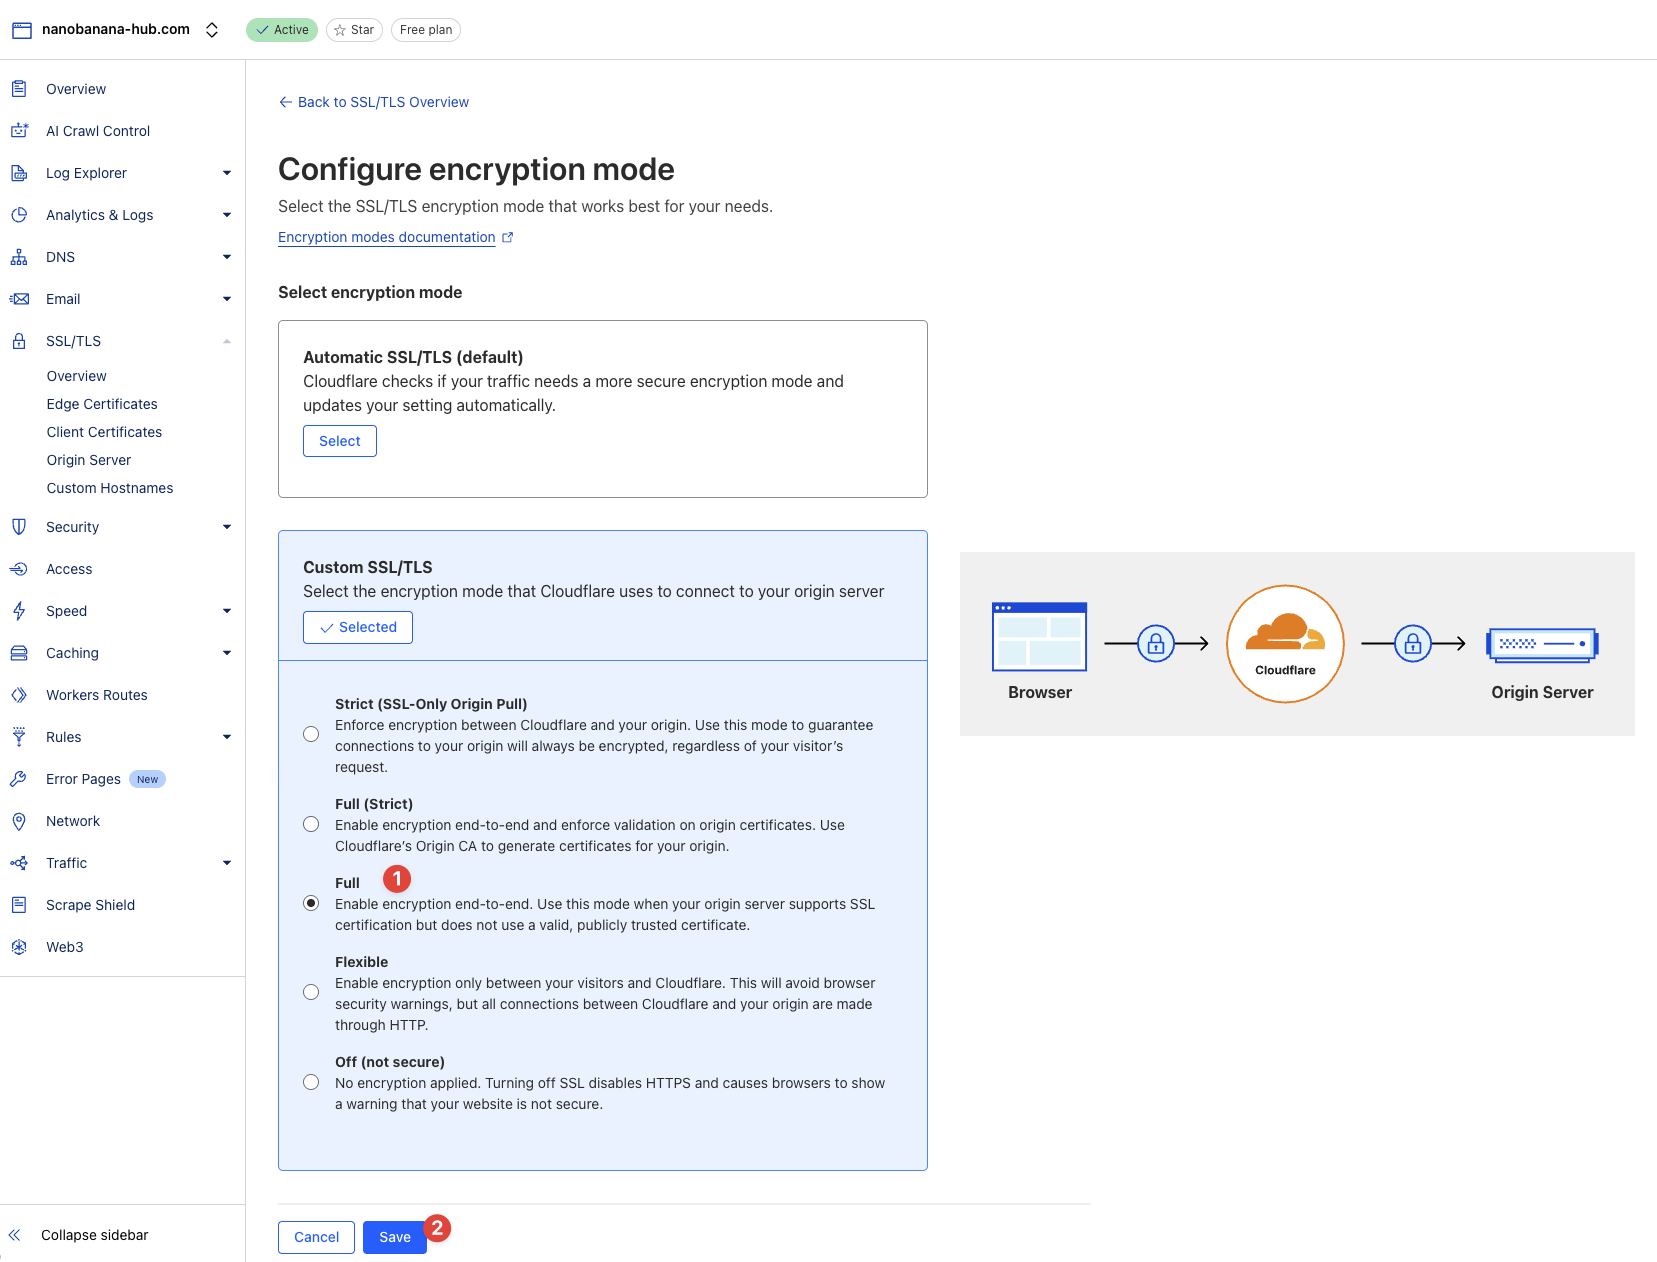 nanobanana-hub.com
Active
Star
Free plan
Overview
AI Crawl Control
Log Explorer
Analytics & Logs
DNS
Email
SSL/TLS
Overview
Edge Certificates
Client Certificates
Origin Server
Custom Hostnames
Security
Access
Speed
Caching
Workers Routes
Rules
Error Pages New
Network
Traffic
Scrape Shield
Web3
Collapse sidebar
Back to SSL/TLS Overview
Configure encryption mode
Select the SSL/TLS encryption mode that works best for your needs.
Encryption modes documentation
Select encryption mode
Automatic SSL/TLS (default)
Cloudflare checks if your traffic needs a more secure encryption mode and
updates your setting automatically.
Select
Custom SSL/TLS
Select the encryption mode that Cloudflare uses to connect to your origin server
Selected
Strict (SSL-Only Origin Pull)
Enforce encryption between Cloudflare and your origin. Use this mode to guarantee
connections to your origin will always be encrypted, regardless of your visitor’s
request.
Full (Strict)
Enable encryption end-to-end and enforce validation on origin certificates. Use
Cloudflare’s Origin CA to generate certificates for your origin.
Full 1
Enable encryption end-to-end. Use this mode when your origin server supports SSL
certification but does not use a valid, publicly trusted certificate.
Flexible
Enable encryption only between your visitors and Cloudflare. This will avoid browser
security warnings, but all connections between Cloudflare and your origin are made
through HTTP.
Off (not secure)
No encryption applied. Turning off SSL disables HTTPS and causes browsers to show
a warning that your website is not secure.
Cancel
Save 2
Browser
Cloudflare
Origin Server